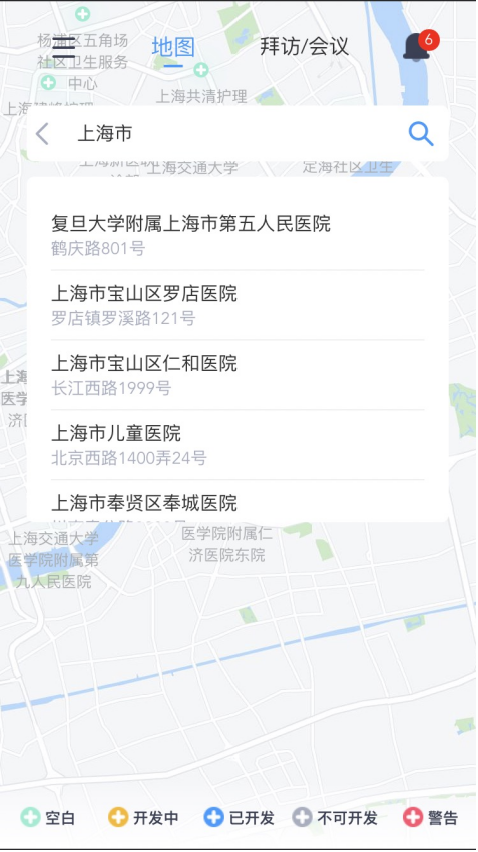 杨浦区五角场
社区卫生服务
中心
地图
拜访/会议
6
上海共清护理
上海市
上海交通大学
定海社区卫生
复旦大学附属上海市第五人民医院
鹤庆路801号
上海市宝山区罗店医院
罗店镇罗溪路121号
上海市宝山区仁和医院
长江西路1999号
上海市儿童医院
北京西路1400弄24号
上海市奉贤区奉城医院
上海
医学
济
上海交通大学
医学院附属第
九人民医院
医学院附属仁
济医院东院
空白
开发中
已开发
不可开发
警告